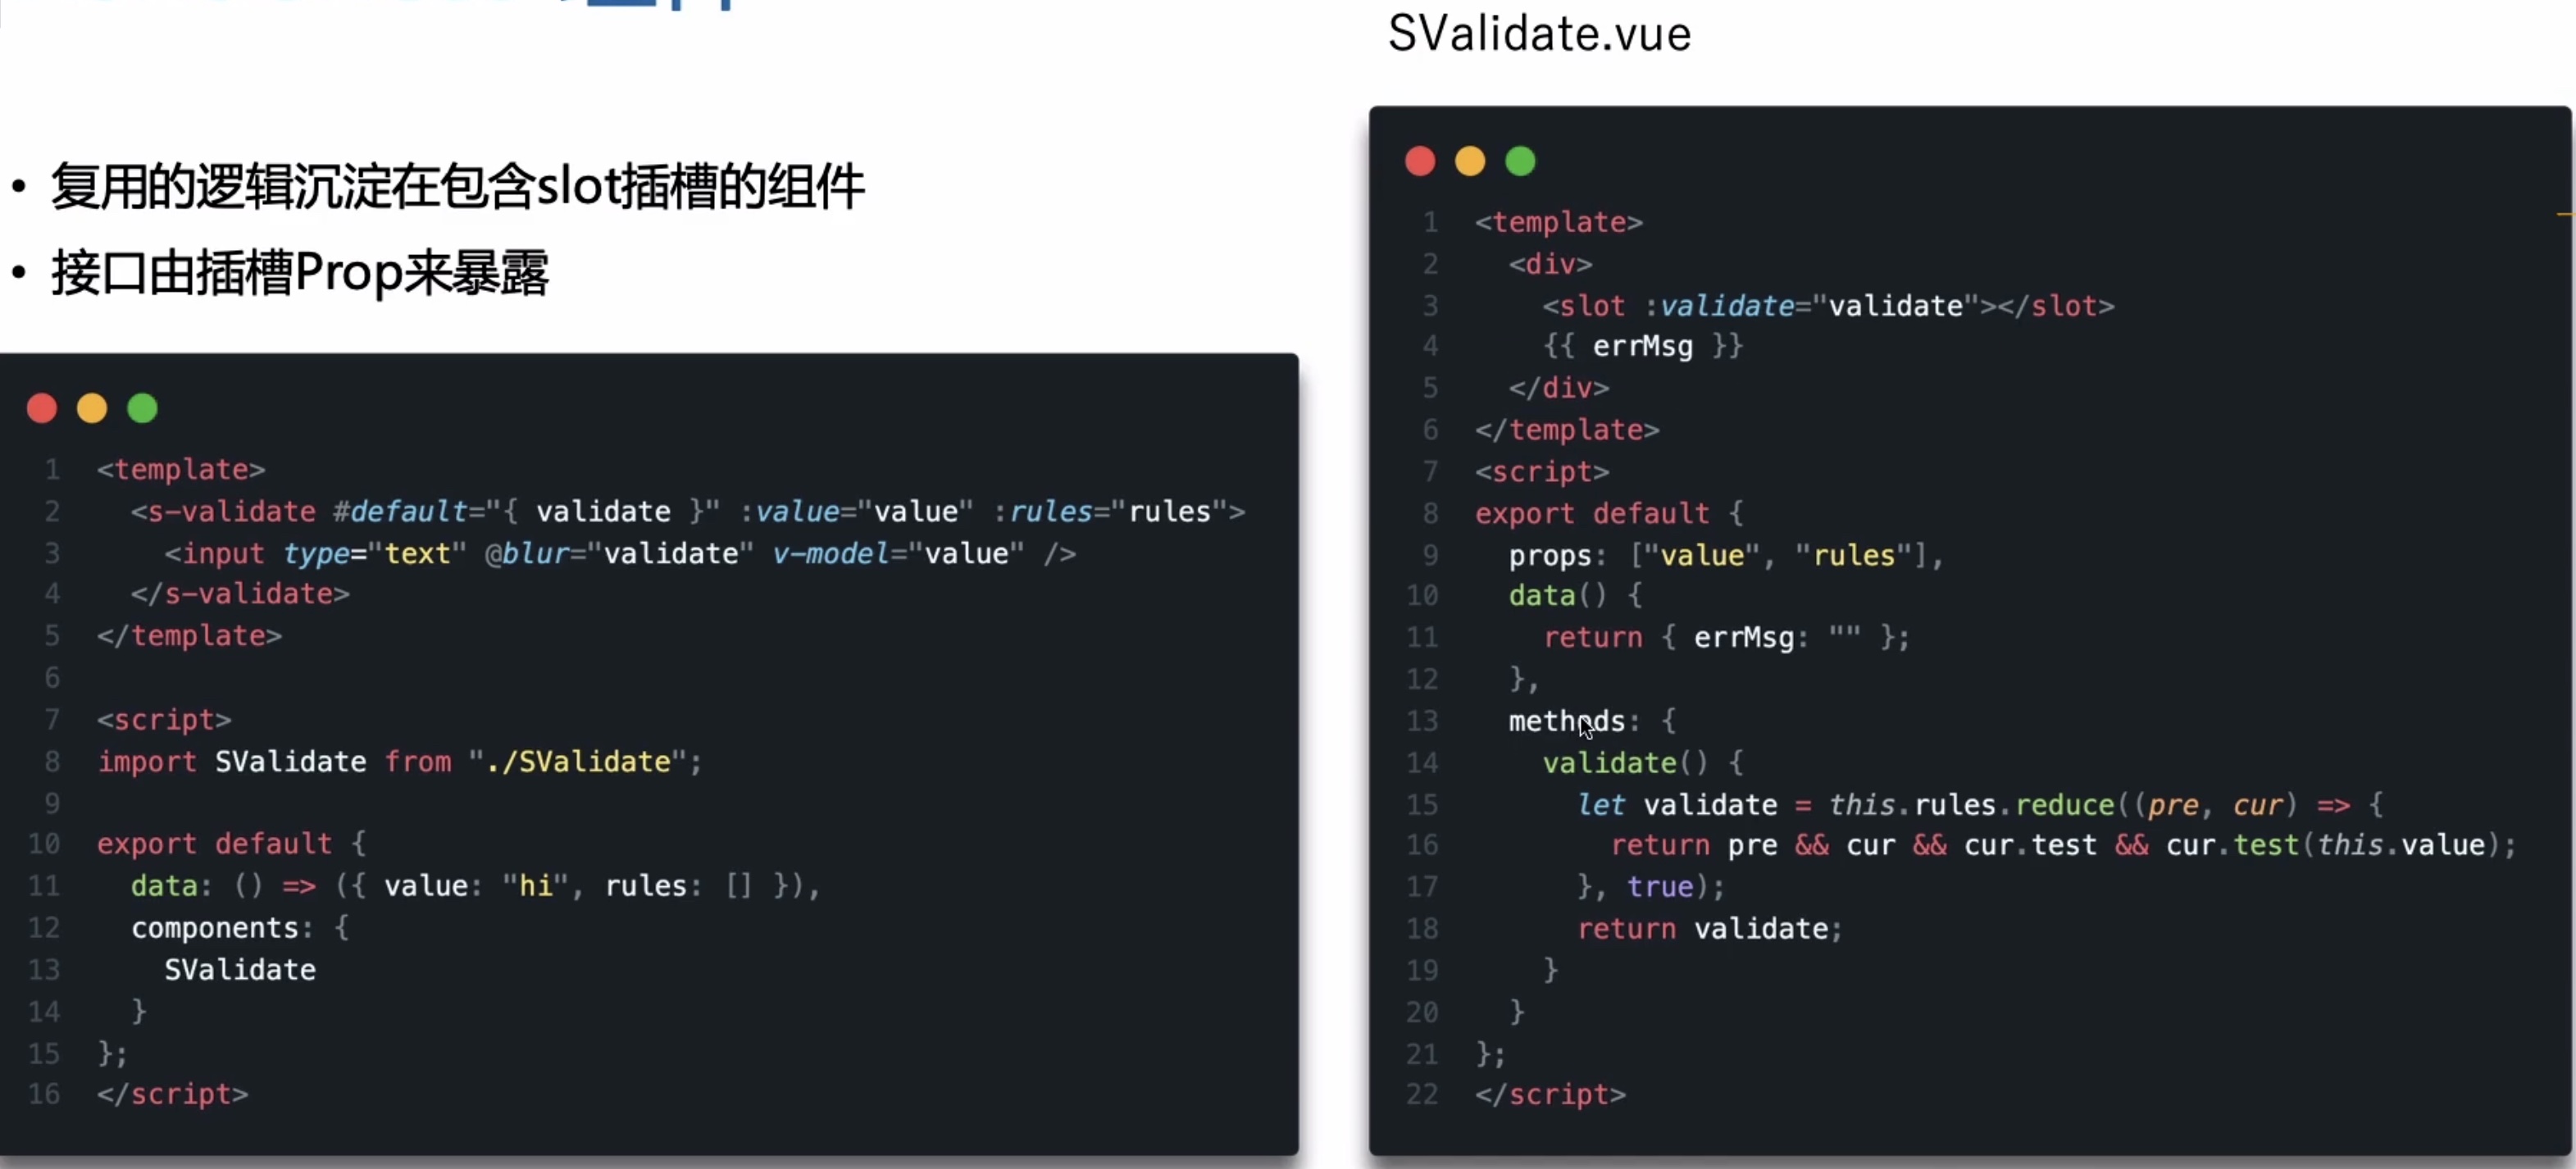 • 复用的逻辑沉淀在包含slot插槽的组件
• 接口由插槽Prop来暴露
1 <template>
2   <s-validate #default="{ validate }" :value="value" :rules="rules">
3     <input type="text" @blur="validate" v-model="value" />
4   </s-validate>
5 </template>
6
7 <script>
8 import SValidate from "./SValidate";
9
10 export default {
11   data: () => ({ value: "hi", rules: [] }),
12   components: {
13     SValidate
14   }
15 };
16 </script>
SValidate.vue
1 <template>
2   <div>
3     <slot :validate="validate"></slot>
4     {{ errMsg }}
5   </div>
6 </template>
7 <script>
8 export default {
9   props: ["value", "rules"],
10   data() {
11     return { errMsg: "" };
12   },
13   methods: {
14     validate() {
15       let validate = this.rules.reduce((pre, cur) => {
16         return pre && cur && cur.test && cur.test(this.value);
17       }, true);
18       return validate;
19     }
20   }
21 };
22 </script>